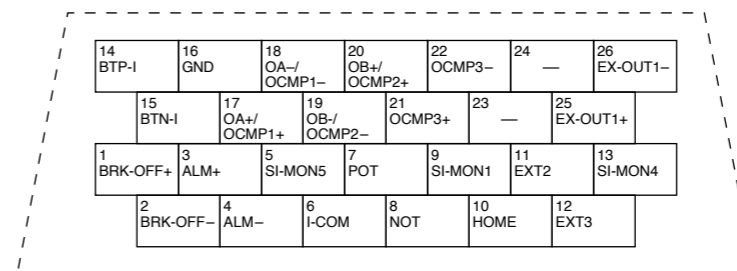 14 16 18 20 22 24 26
BTP-I GND OA–/ OB+/ OCMP3– — EX-OUT1–
OCMP1– OCMP2+
15 17 19 21 23 25
BTN-I OA+/ OB-/ OCMP3+ — EX-OUT1+
OCMP1+ OCMP2–
1 3 5 7 9 11 13
BRK-OFF+ ALM+ SI-MON5 POT SI-MON1 EXT2 SI-MON4
2 4 6 8 10 12
BRK-OFF– ALM– I-COM NOT HOME EXT3